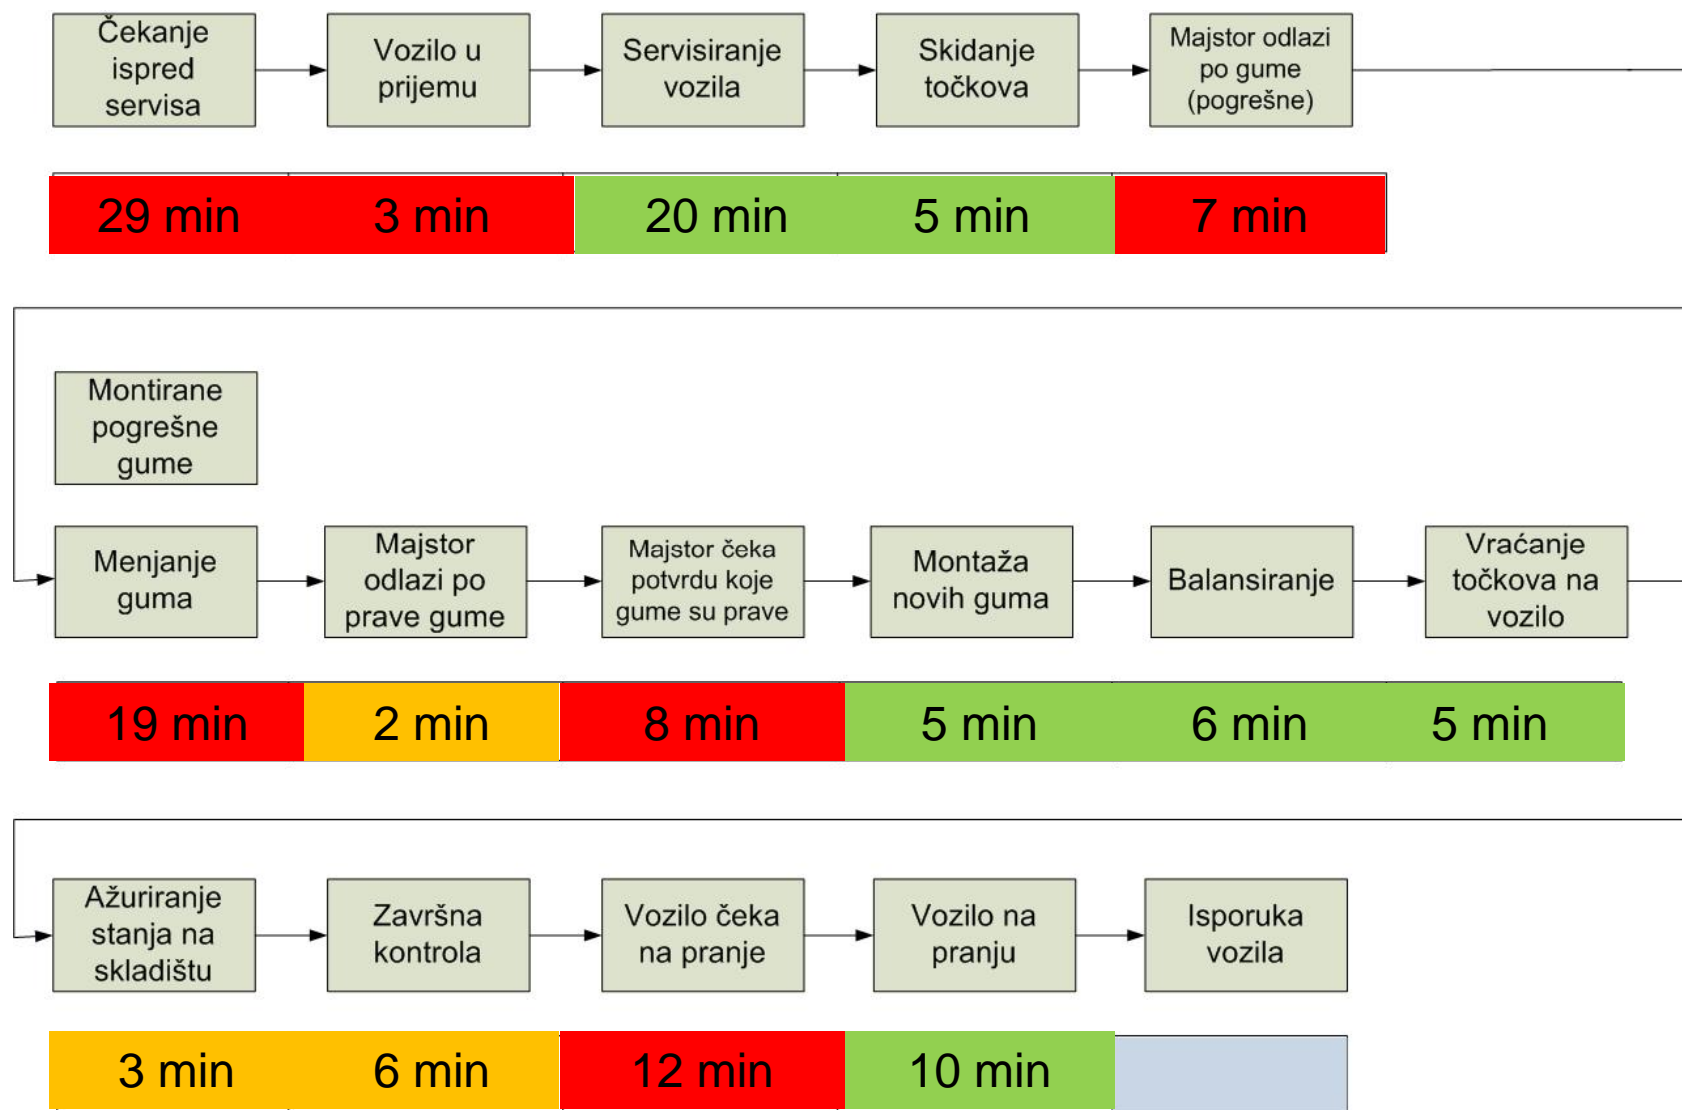 Čekanje
ispred
servisa
Vozilo u
prijemu
Servisiranje
vozila
Skidanje
točkova
Majstor odlazi
po gume
(pogrešne)
29 min
3 min
20 min
5 min
7 min
Montirane
pogrešne
gume
Menjanje
guma
Majstor
odlazi po
prave gume
Majstor čeka
potvrdu koje
gume su prave
Montaža
novih guma
Balansiranje
Vraćanje
točkova na
vozilo
19 min
2 min
8 min
5 min
6 min
5 min
Ažuriranje
stanja na
skladištu
Završna
kontrola
Vozilo čeka
na pranje
Vozilo na
pranju
Isporuka
vozila
3 min
6 min
12 min
10 min